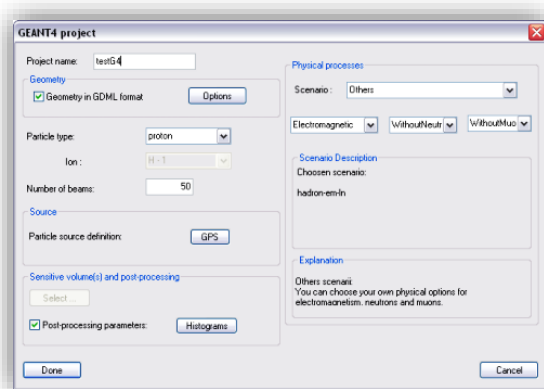 GEANT4 project
Project name: testG4
Geometry
Geometry in GDML format
Options
Particle type: proton
Ion : H - 1
Number of beams: 50
Source
Particle source definition: GPS
Sensitive volume(s) and post-processing
Select ...
Post-processing parameters: Histograms
Done
Physical processes
Scenario : Others
Electromagnetic WithoutNeutr WithoutMuo
Scenario Description
Choosen scenario:
hadron-em-ln
Explanation
Others scenarii:
You can choose your own physical options for
electromagnetism, neutrons and muons.
Cancel